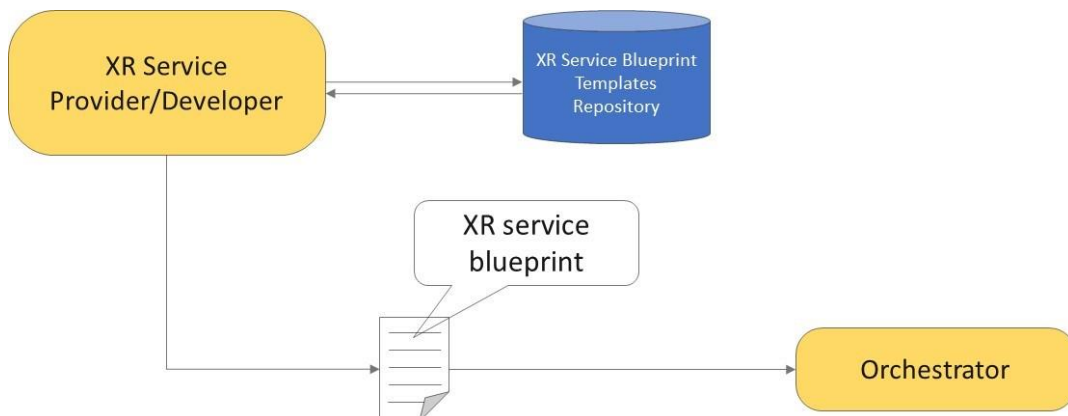 XR Service
Provider/Developer
XR Service Blueprint
Templates
Repository
XR service
blueprint
Orchestrator